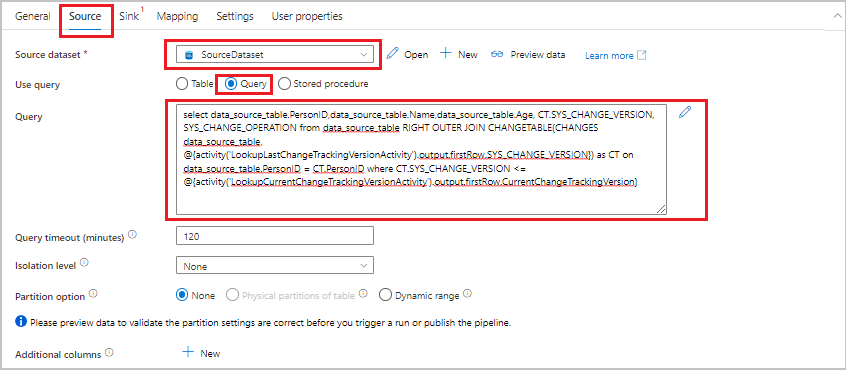 General Source Sink 1 Mapping Settings User properties
Source dataset * SourceDataset Open New Preview data Learn more
Use query Table Query Stored procedure
Query
select data_source_table.PersonID,data_source_table.Name,data_source_table.Age, CT.SYS_CHANGE_VERSION,
SYS_CHANGE_OPERATION from data_source_table RIGHT OUTER JOIN CHANGETABLE(CHANGES
data_source_table,
@{activity('LookupLastChangeTrackingVersionActivity').output.firstRow.SYS_CHANGE_VERSION}) as CT on
data_source_table.PersonID = CT.PersonID where CT.SYS_CHANGE_VERSION <=
@{activity('LookupCurrentChangeTrackingVersionActivity').output.firstRow.CurrentChangeTrackingVersion}
Query timeout (minutes) 120
Isolation level None
Partition option None Physical partitions of table Dynamic range
Please preview data to validate the partition settings are correct before you trigger a run or publish the pipeline.
Additional columns New